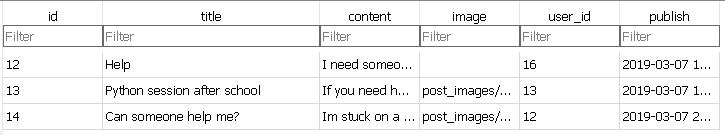 id title content image user_id publish
Filter Filter Filter Filter Filter Filter
12 Help I need someo... 16 2019-03-07 1...
13 Python session after school If you need h... post_images/... 13 2019-03-07 1...
14 Can someone help me? Im stuck on a ... post_images/... 12 2019-03-07 2...